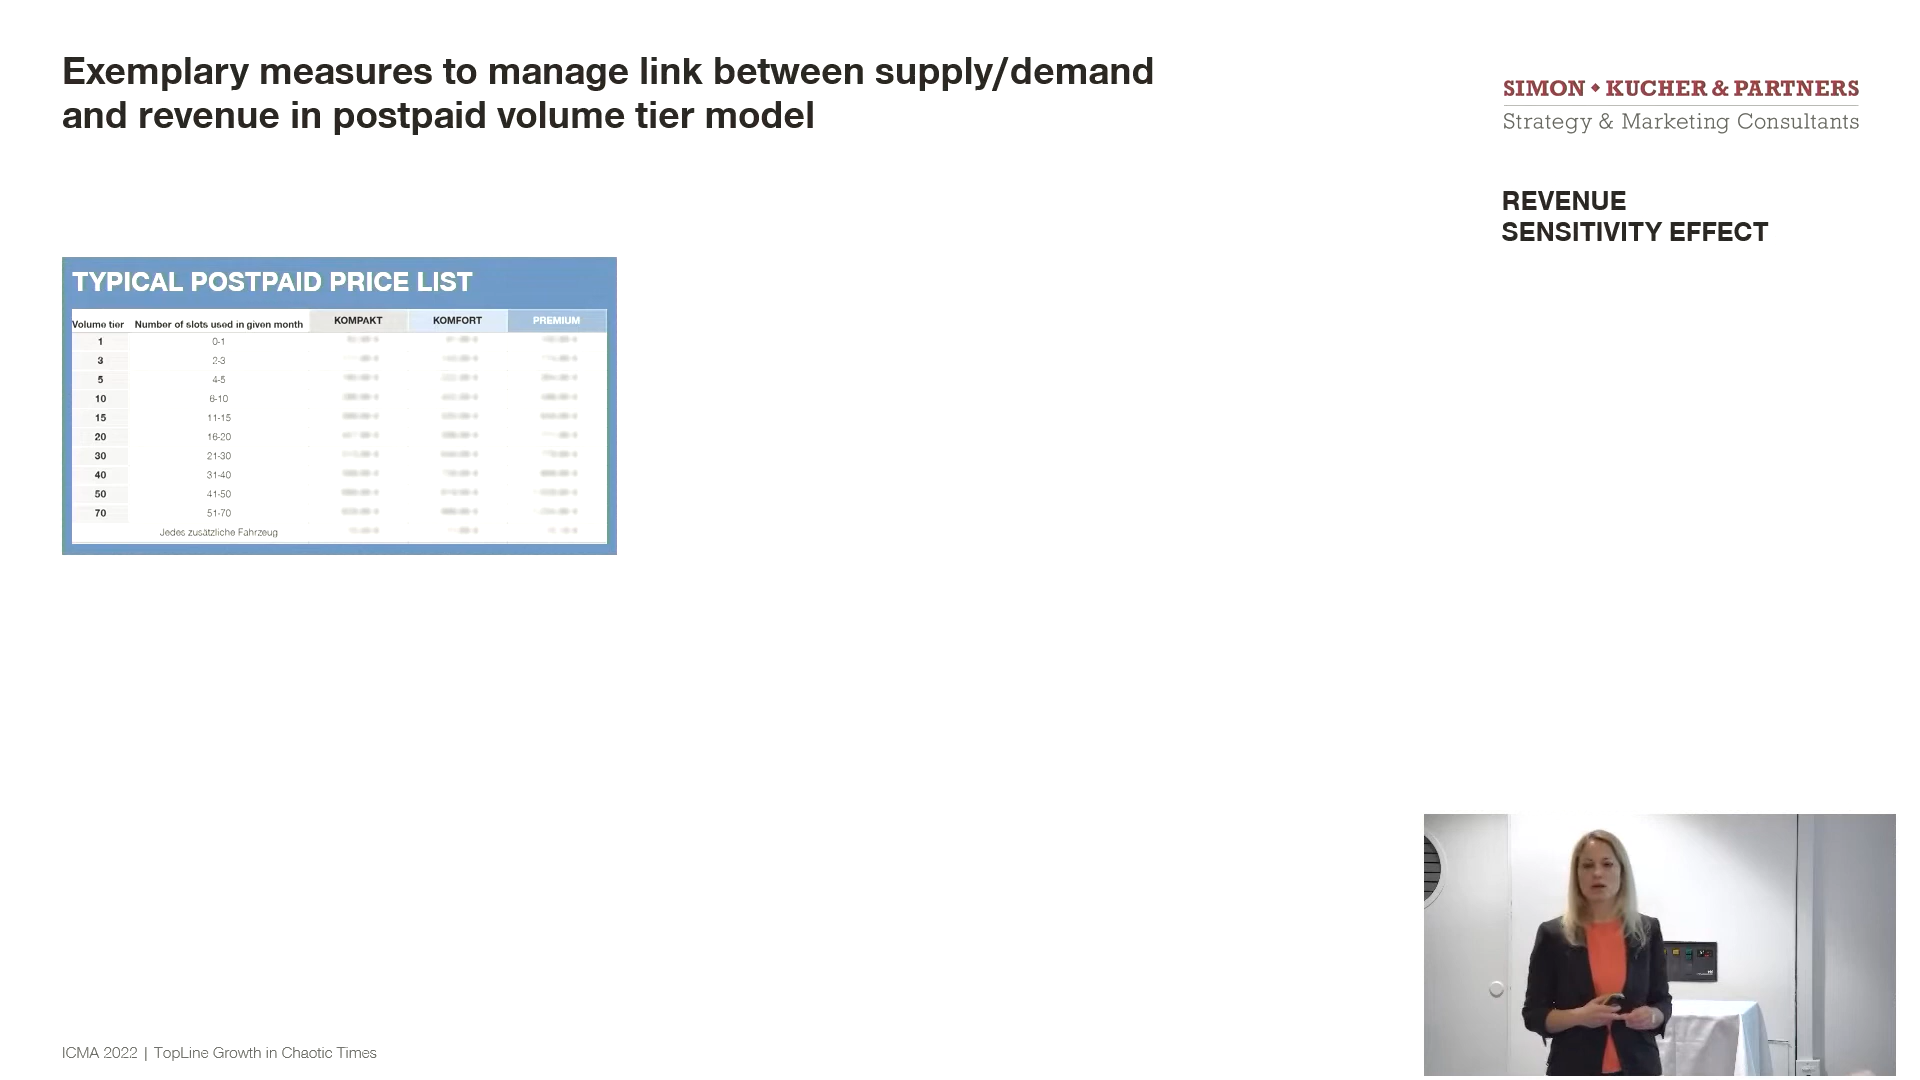 Exemplary measures to manage link between supply/demand
and revenue in postpaid volume tier model
SIMON • KUCHER & PARTNERS
Strategy & Marketing Consultants
REVENUE
SENSITIVITY EFFECT
TYPICAL POSTPAID PRICE LIST
Volume tier Number of slots used in given month KOMPAKT KOMFORT PREMIUM
1 0-1
3 2-3
5 4-5
10 6-10
15 11-15
20 16-20
30 21-30
40 31-40
50 41-50
70 51-70
Jedes zusätzliche Fahrzeug
ICMA 2022 | TopLine Growth in Chaotic Times